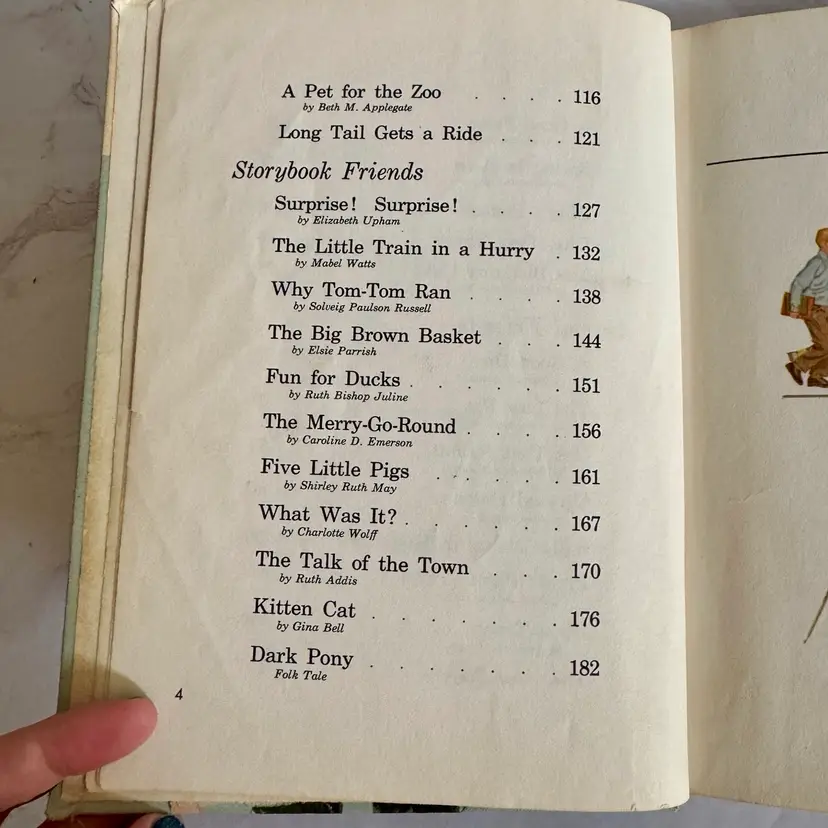 A Pet for the Zoo . . . . 116
by Beth M. Applegate
Long Tail Gets a Ride . . . 121
Storybook Friends
Surprise! Surprise! . . . . 127
by Elizabeth Upham
The Little Train in a Hurry . 132
by Mabel Watts
Why Tom-Tom Ran . . . . 138
by Solveig Paulson Russell
The Big Brown Basket . . . 144
by Elsie Parrish
Fun for Ducks . . . . . . 151
by Ruth Bishop Juline
The Merry-Go-Round . . . . 156
by Caroline D. Emerson
Five Little Pigs . . . . . 161
by Shirley Ruth May
What Was It? . . . . . . 167
by Charlotte Wolff
The Talk of the Town . . . 170
by Ruth Addis
Kitten Cat . . . . . . . 176
by Gina Bell
Dark Pony . . . . . . . 182
Folk Tale
4